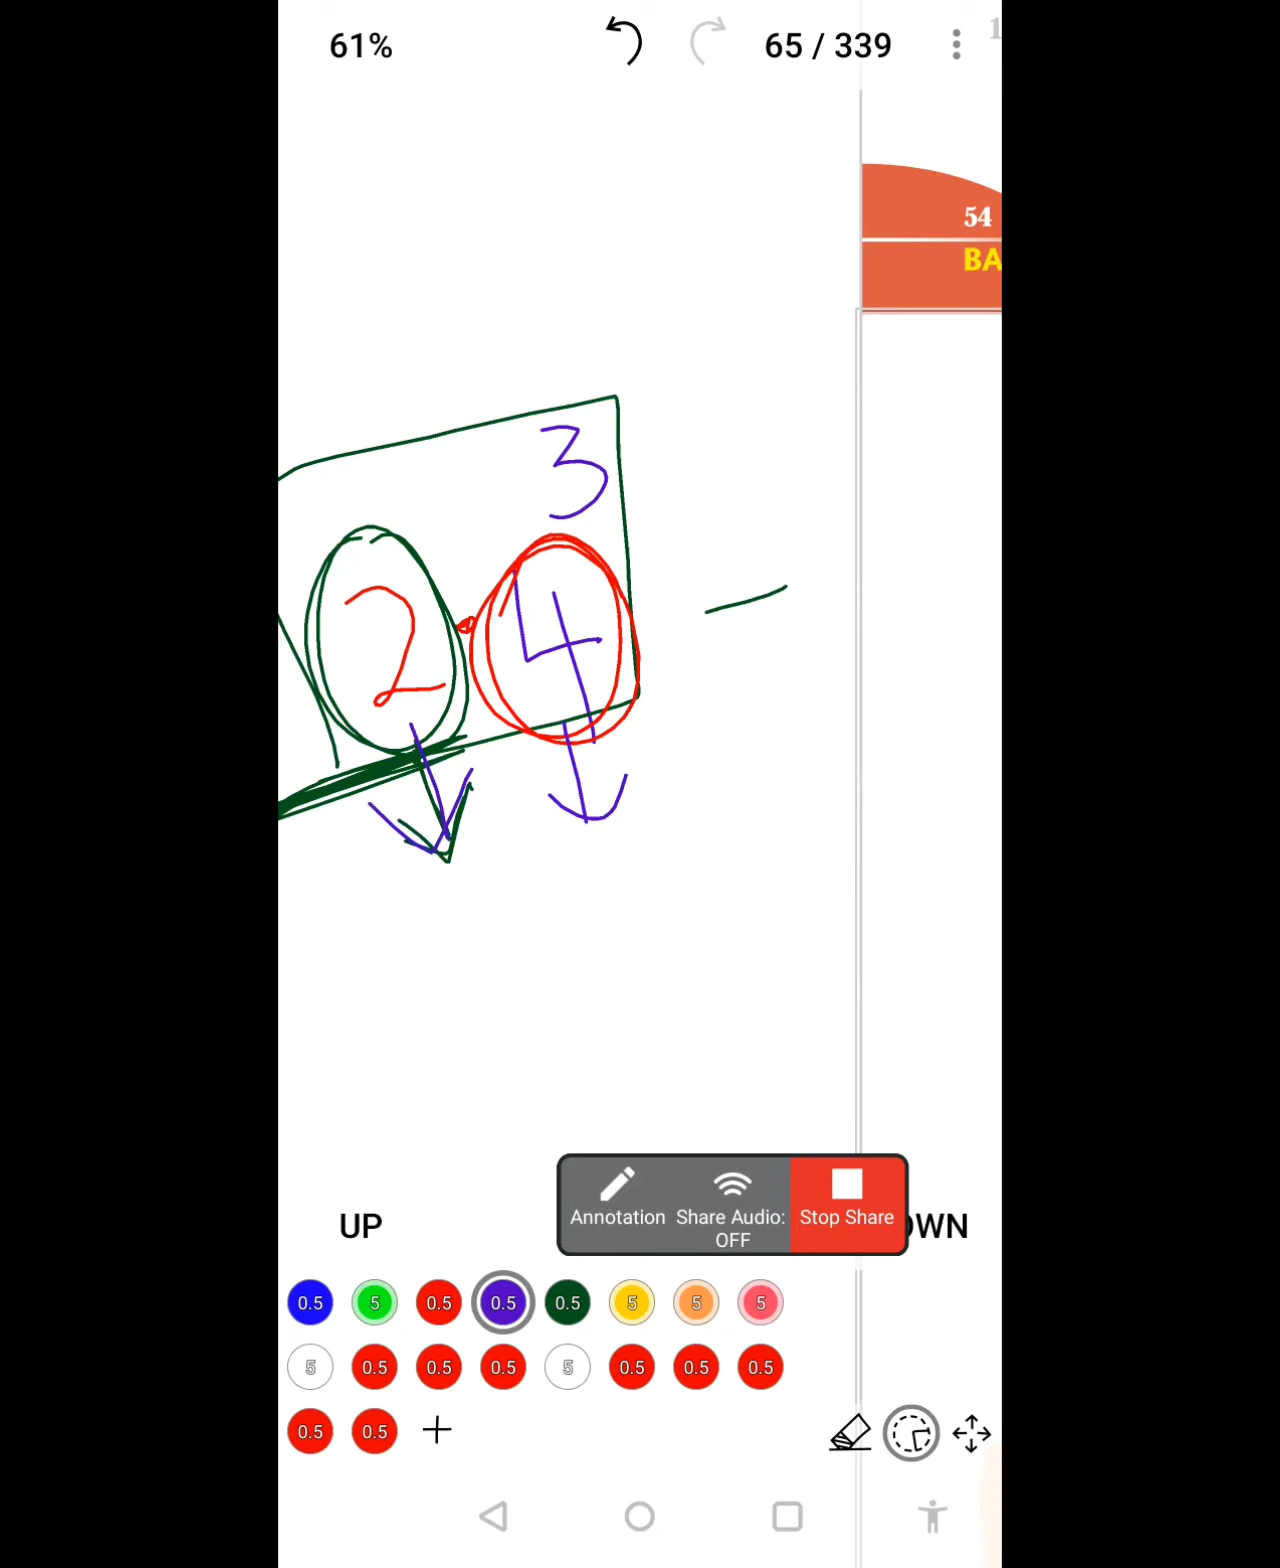 61% 65 / 339 1
54
BA
3
2 . 4 —
Annotation Share Audio: OFF Stop Share
UP OWN
0.5 5 0.5 0.5 0.5 5 5 5
5 0.5 0.5 0.5 5 0.5 0.5 0.5
0.5 0.5 +